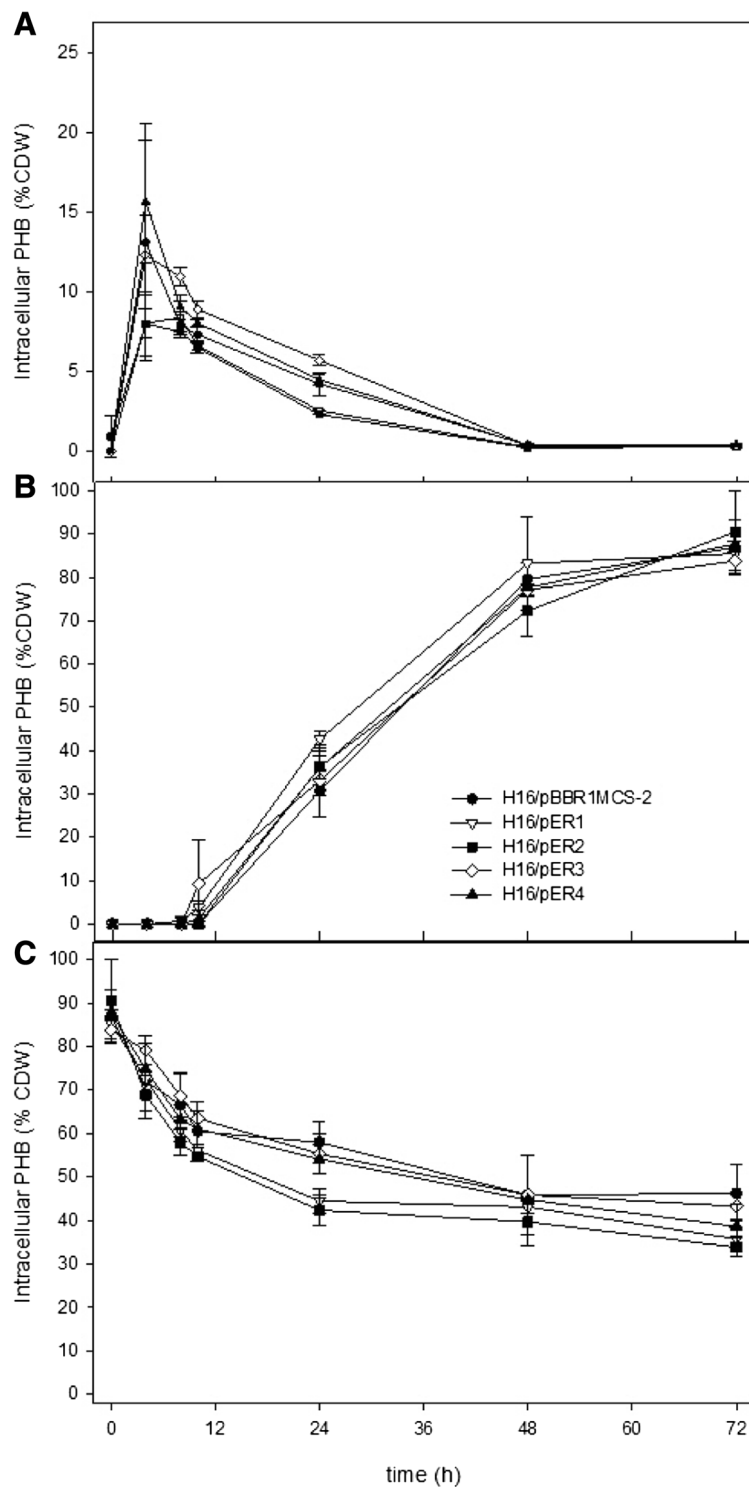 A
25
20
15
10
5
0
Intracellular PHB (%CDW)
B
100
90
80
70
60
50
40
30
20
10
0
Intracellular PHB (%CDW)
H16/pBBR1MCS-2
H16/pER1
H16/pER2
H16/pER3
H16/pER4
C
100
90
80
70
60
50
40
30
20
10
0
Intracellular PHB (% CDW)
0 12 24 36 48 60 72
time (h)